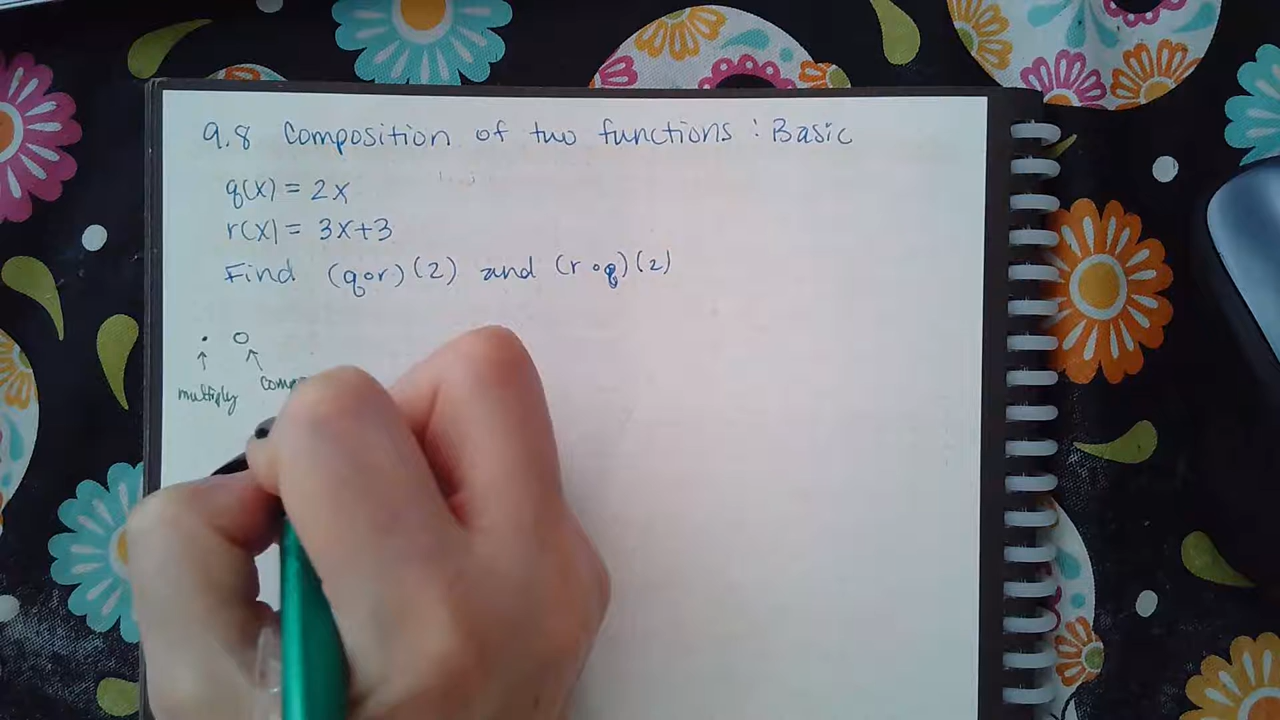 9.8 Composition of two functions : Basic
q(x) = 2x
r(x) = 3x+3
Find (q∘r)(2) and (r∘q)(2)
multiply